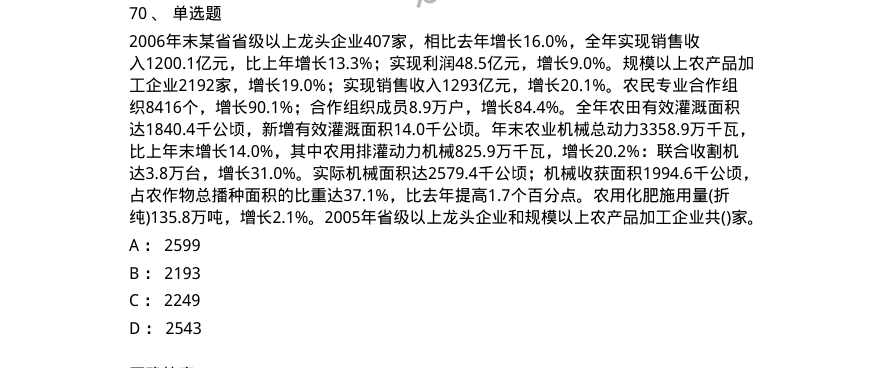 70 、 单选题
2006年末某省省级以上龙头企业407家，相比去年增长16.0%，全年实现销售收
入1200.1亿元，比上年增长13.3%；实现利润48.5亿元，增长9.0%。规模以上农产品加
工企业2192家，增长19.0%；实现销售收入1293亿元，增长20.1%。农民专业合作组
织8416个，增长90.1%；合作组织成员8.9万户，增长84.4%。全年农田有效灌溉面积
达1840.4千公顷，新增有效灌溉面积14.0千公顷。年末农业机械总动力3358.9万千瓦，
比上年末增长14.0%，其中农用排灌动力机械825.9万千瓦，增长20.2%：联合收割机
达3.8万台，增长31.0%。实际机械面积达2579.4千公顷；机械收获面积1994.6千公顷，
占农作物总播种面积的比重达37.1%，比去年提高1.7个百分点。农用化肥施用量(折
纯)135.8万吨，增长2.1%。2005年省级以上龙头企业和规模以上农产品加工企业共()家。
A： 2599
B： 2193
C： 2249
D： 2543